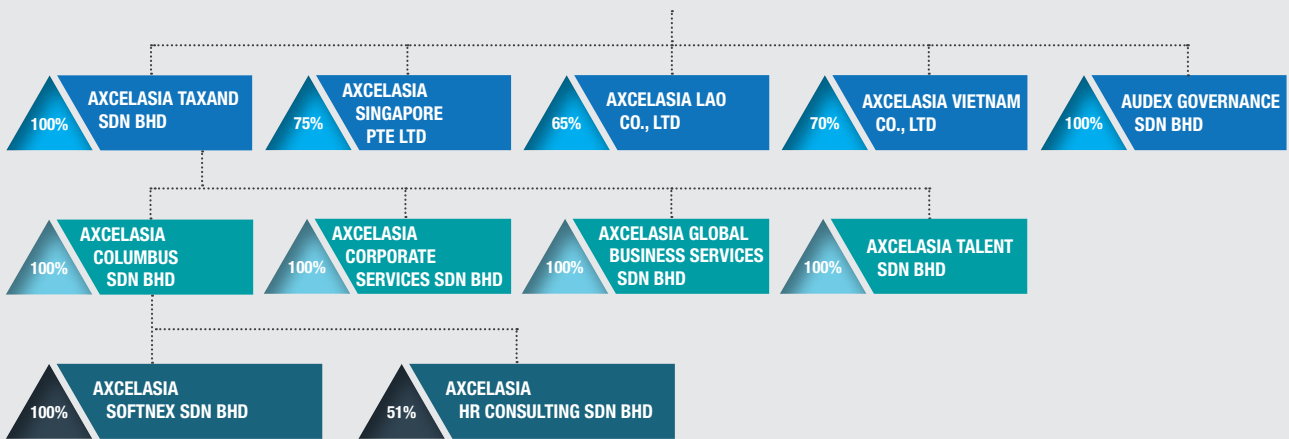 100%
AXCELASIA TAXAND
SDN BHD
75%
AXCELASIA
SINGAPORE
PTE LTD
65%
AXCELASIA LAO
CO., LTD
70%
AXCELASIA VIETNAM
CO., LTD
100%
AUDEX GOVERNANCE
SDN BHD
100%
AXCELASIA
COLUMBUS
SDN BHD
100%
AXCELASIA
CORPORATE
SERVICES SDN BHD
100%
AXCELASIA GLOBAL
BUSINESS SERVICES
SDN BHD
100%
AXCELASIA TALENT
SDN BHD
100%
AXCELASIA
SOFTNEX SDN BHD
51%
AXCELASIA
HR CONSULTING SDN BHD